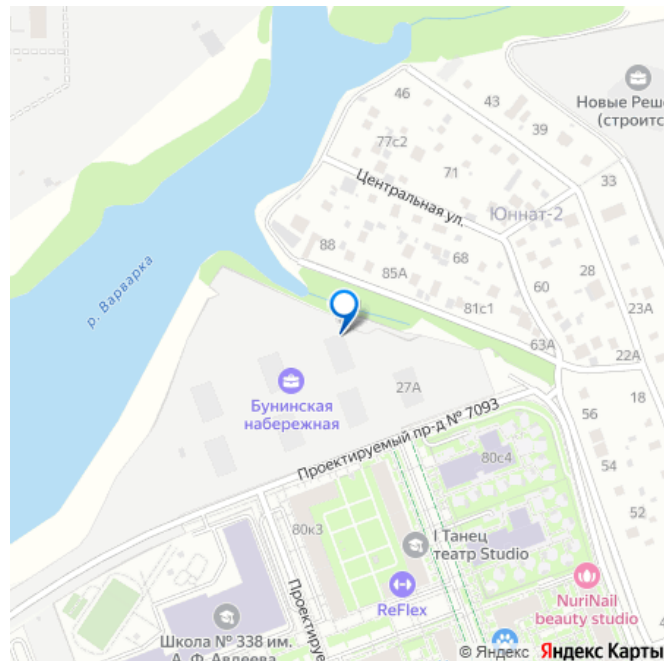 46
43
Новые Реше
(строитс
77с2
39
71
33
Центральная ул.
Юннат-2
88
68
28
85А
р. Варварка
60
81с1
23А
63А
22А
27А
18
Бунинская
набережная
Проектируемый пр-д № 7093
56
80с4
54
80к3
52
I Танец
театр Studio
Проектируе
ReFlex
NuriNail
beauty studio
Школа № 338 им.
А. Ф. Авдеева
4
© Яндекс Яндекс Карты